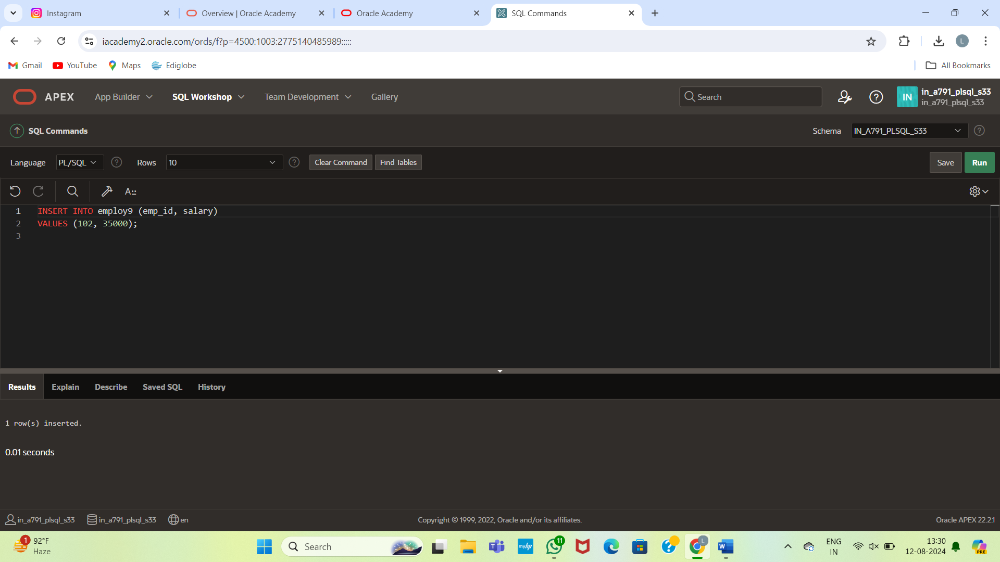 Instagram
Overview | Oracle Academy
Oracle Academy
SQL Commands
iacademy2.oracle.com/ords/f?p=4500:1003:2775140485989:::::
L
Gmail
YouTube
Maps
Ediglobe
All Bookmarks
APEX
App Builder
SQL Workshop
Team Development
Gallery
Search
IN
in_a791_plsql_s33
in_a791_plsql_s33
SQL Commands
Schema
IN_A791_PLSQL_S33
Language
PL/SQL
Rows
10
Clear Command
Find Tables
Save
Run
A::
1 INSERT INTO employ9 (emp_id, salary)
2 VALUES (102, 35000);
3
Results
Explain
Describe
Saved SQL
History
1 row(s) inserted.
0.01 seconds
in_a791_plsql_s33
in_a791_plsql_s33
en
Copyright © 1999, 2022, Oracle and/or its affiliates.
Oracle APEX 22.2.1
1
92°F
Haze
Search
myhp
11
L
W
ENG
IN
13:30
12-08-2024
PRE